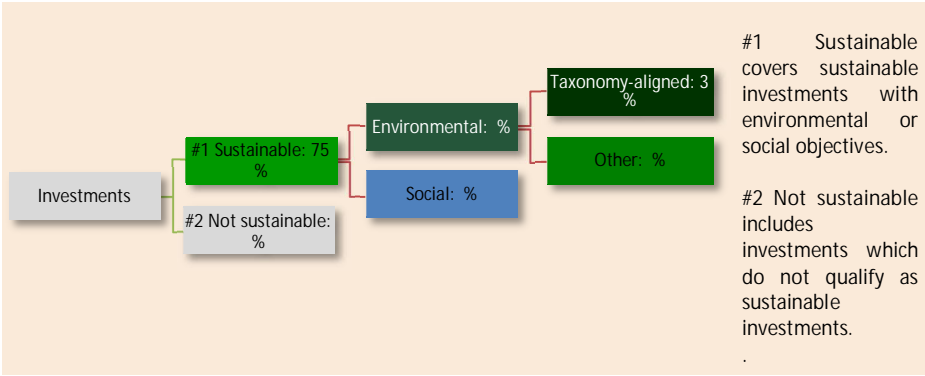 Investments
#1 Sustainable: 75
%
#2 Not sustainable:
%
Environmental:  %
Social:  %
Taxonomy-aligned: 3
%
Other:  %
#1 Sustainable
covers sustainable
investments with
environmental or
social objectives.
#2 Not sustainable
includes
investments which
do not qualify as
sustainable
investments.
.